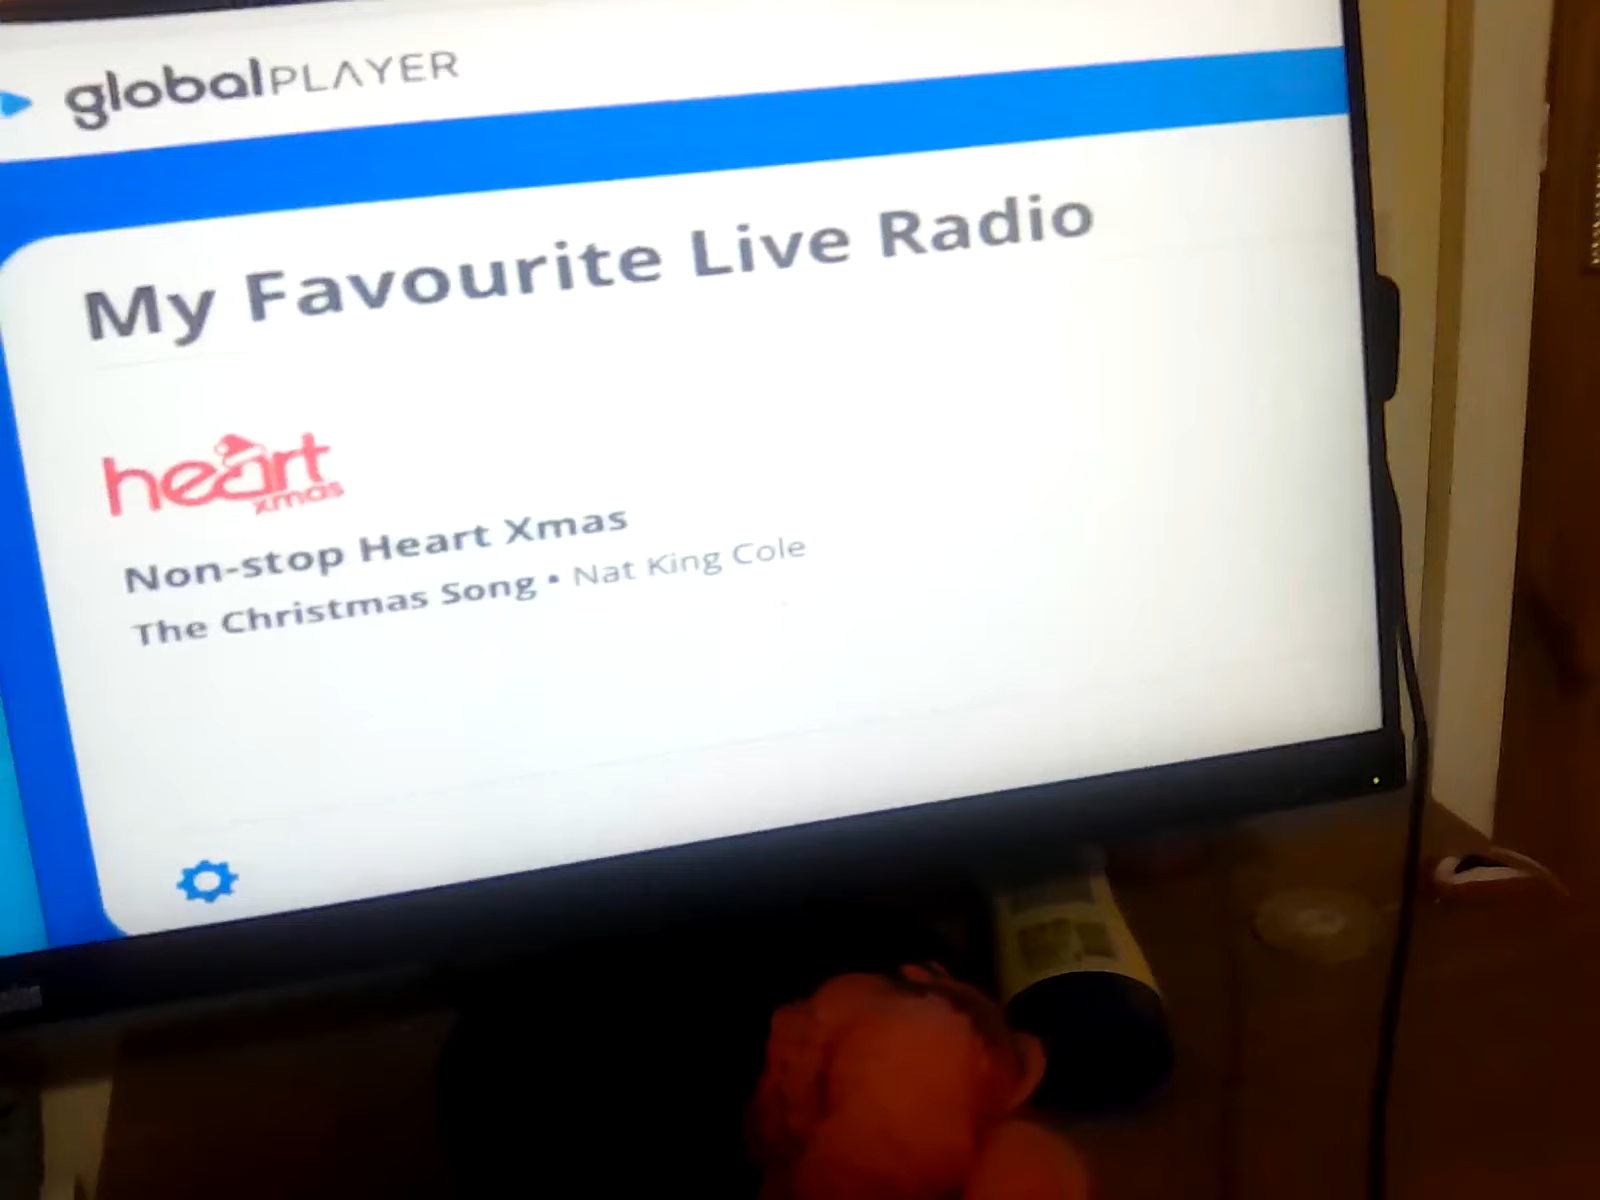 globalPLAYER
My Favourite Live Radio
heart
xmas
Non-stop Heart Xmas
The Christmas Song • Nat King Cole